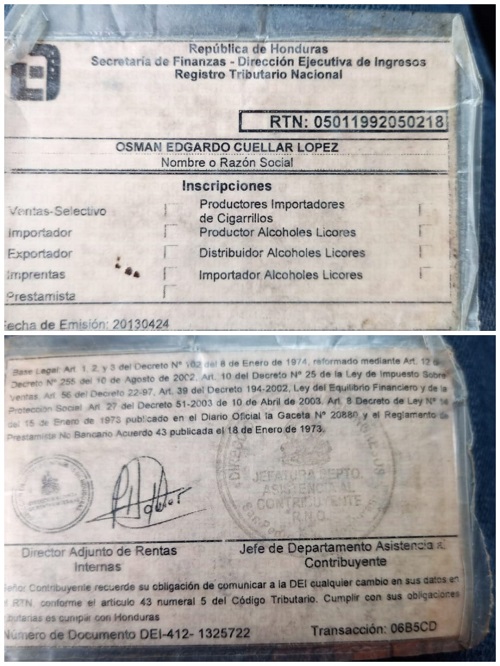 República de Honduras
Secretaria de Finanzas - Dirección Ejecutiva de Ingresos
Registro Tributario Nacional
RTN: 05011992050218
OSMAN EDGARDO CUELLAR LOPEZ
Nombre o Razón Social
Inscripciones
Ventas-Selectivo
Productores Importadores
de Cigarrillos
Importador
Productor Alcoholes Licores
Exportador
Distribuidor Alcoholes Licores
Imprentas
Importador Alcoholes Licores
Prestamista
echa de Emisión: 20130424
Base Legal: Art. 1, 2, y 3 del Decreto Nº 102 del 8 de Enero de 1974, reformado mediante Art. 12
Decreto Nº 255 del 10 de Agosto de 2002, Art. 10 del Decreto Nº 25 de la Ley de Impuesto Sobre
Ventas, Art. 56 del Decreto 22-97, Art. 39 del Decreto 194-2002, Ley del Equilibrio Financiero y de la
Protección Social. Art. 27 del Decreto 51-2003 de 10 de Abril de 2003. Art. 8 Decreto de Ley Nº
del 15 de Enero de 1973 publicado en el Diario Oficial la Gaceta Nº 20880 y el Reglamento de
Prestamista No Bancario Acuerdo 43 publicada el 18 de Enero de 1973.
JEFATURA DEPTO.
ASISTENCIA AL
CONTRIBUYENTE
R.N.O.
Director Adjunto de Rentas
Internas
Jefe de Departamento Asistencia al
Contribuyente
eñor Contribuyente recuerde su obligación de comunicar a la DEI cualquier cambio en sus datos en
el RTN, conforme el articulo 43 numeral 5 del Código Tributario. Cumplir con sus obligaciones
butarias es cumplir con Honduras
Número de Documento DEI-412- 1325722
Transacción: 06B5CD